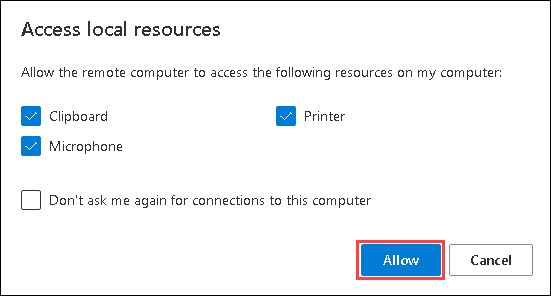 Access local resources
Allow the remote computer to access the following resources on my computer:
Clipboard Printer
Microphone
Don't ask me again for connections to this computer
Allow Cancel